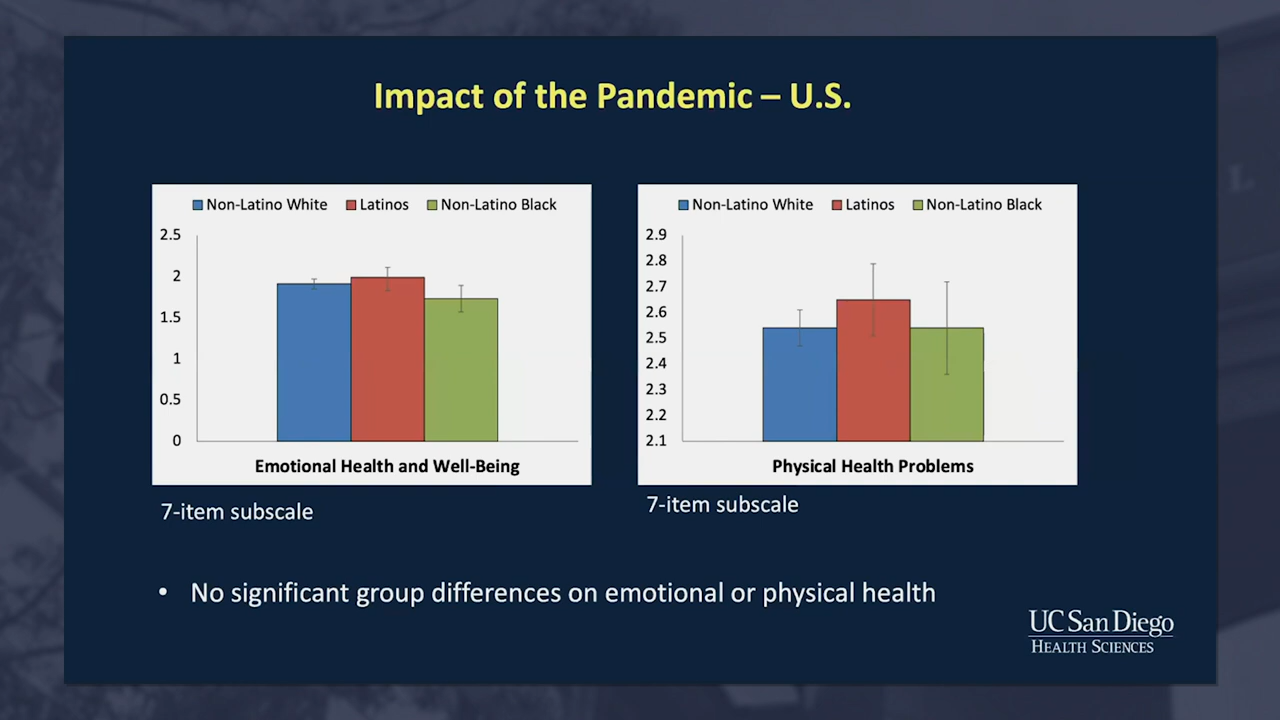 Impact of the Pandemic – U.S.
Non-Latino White Latinos Non-Latino Black
2.5
2
1.5
1
0.5
0
Emotional Health and Well-Being
7-item subscale
Non-Latino White Latinos Non-Latino Black
2.9
2.8
2.7
2.6
2.5
2.4
2.3
2.2
2.1
Physical Health Problems
7-item subscale
• No significant group differences on emotional or physical health
UC San Diego
HEALTH SCIENCES
L